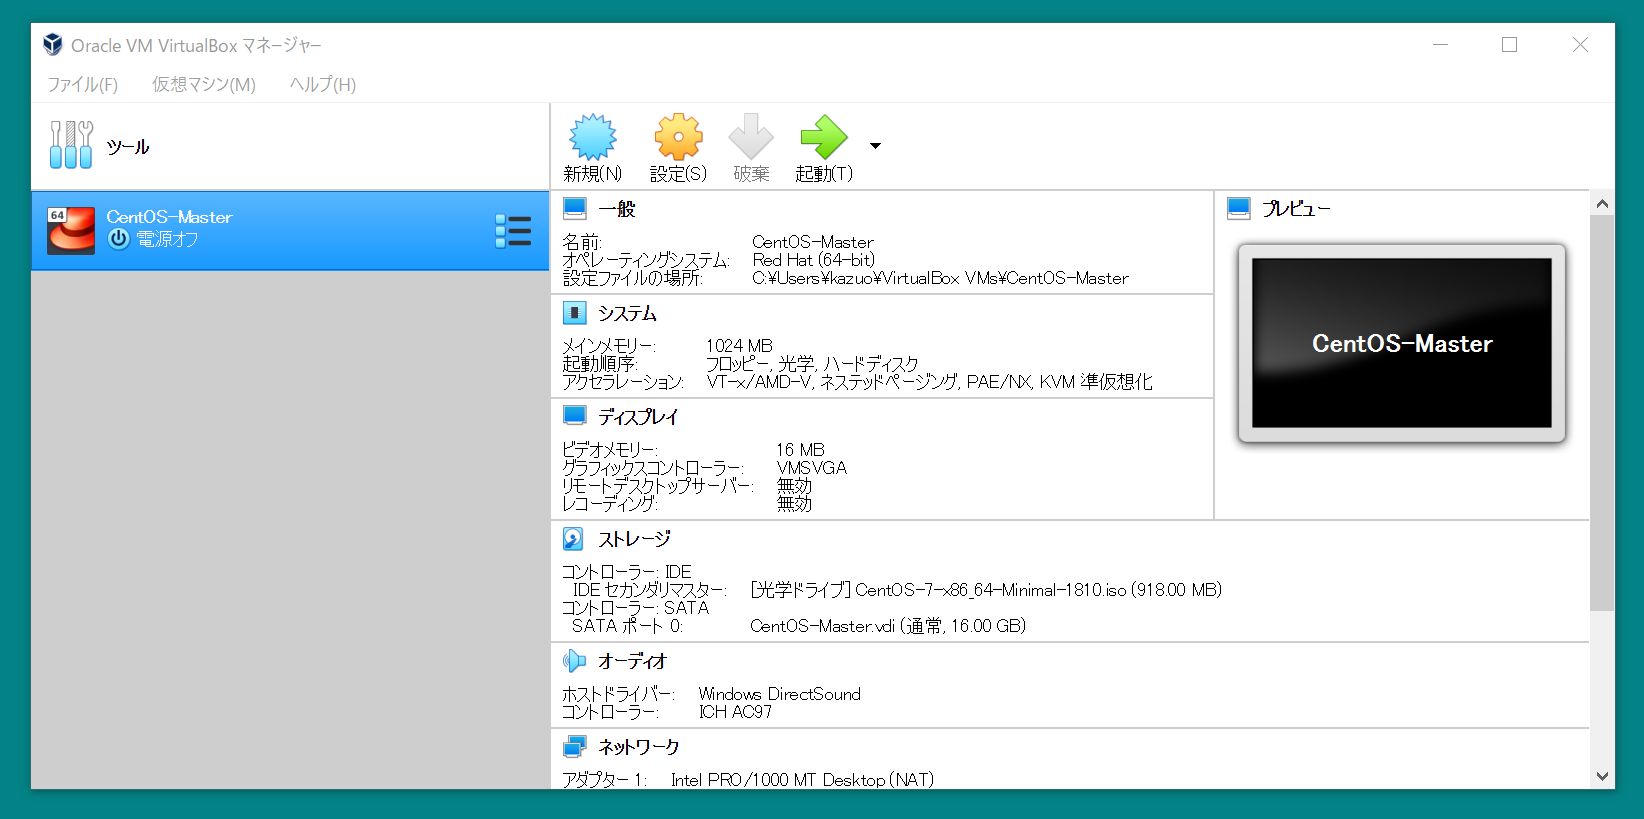 Oracle VM VirtualBox マネージャー
ファイル(F) 仮想マシン(M) ヘルプ(H)
ツール
新規(N) 設定(S) 破棄 起動(T)
64
CentOS-Master
電源オフ
一般
名前: CentOS-Master
オペレーティングシステム: Red Hat (64-bit)
設定ファイルの場所: C:¥Users¥kazuo¥VirtualBox VMs¥CentOS-Master
システム
メインメモリー: 1024 MB
起動順序: フロッピー, 光学, ハードディスク
アクセラレーション: VT-x/AMD-V, ネステッドページング, PAE/NX, KVM 準仮想化
ディスプレイ
ビデオメモリー: 16 MB
グラフィックスコントローラー: VMSVGA
リモートデスクトップサーバー: 無効
レコーディング: 無効
プレビュー
CentOS-Master
ストレージ
コントローラー: IDE
IDE セカンダリマスター: [光学ドライブ] CentOS-7-x86_64-Minimal-1810.iso (918.00 MB)
コントローラー: SATA
SATA ポート 0: CentOS-Master.vdi (通常, 16.00 GB)
オーディオ
ホストドライバー: Windows DirectSound
コントローラー: ICH AC97
ネットワーク
アダプター 1: Intel PRO/1000 MT Desktop (NAT)